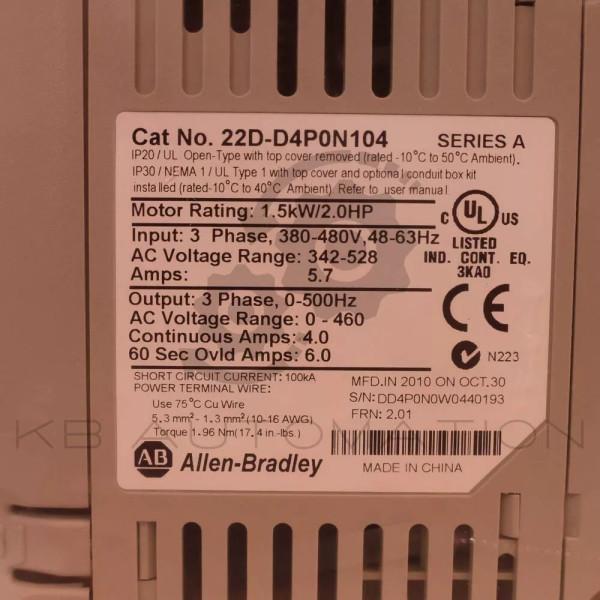 Cat No. 22D-D4P0N104 SERIES A
IP20 / UL Open-Type with top cover removed (rated -10°C to 50°C Ambient).
IP30 / NEMA 1 / UL Type 1 with top cover and optional conduit box kit
installed (rated-10°C to 40°C Ambient). Refer to user manual
Motor Rating: 1.5kW/2.0HP
Input: 3 Phase, 380-480V,48-63Hz
AC Voltage Range: 342-528
Amps: 5.7
C UL US
LISTED
IND. CONT. EQ.
3KA0
Output: 3 Phase, 0-500Hz
AC Voltage Range: 0 - 460
Continuous Amps: 4.0
60 Sec Ovld Amps: 6.0
CE
N223
SHORT CIRCUIT CURRENT: 100kA
POWER TERMINAL WIRE:
Use 75°C Cu Wire
5.3 mm² - 1.3 mm² (10-16 AWG)
Torque 1.96 Nm(17.4 in.-lbs.)
MFD.IN 2010 ON OCT.30
S/N: DD4P0N0W0440193
FRN: 2.01
KB AUTOMATION
AB Allen-Bradley
MADE IN CHINA